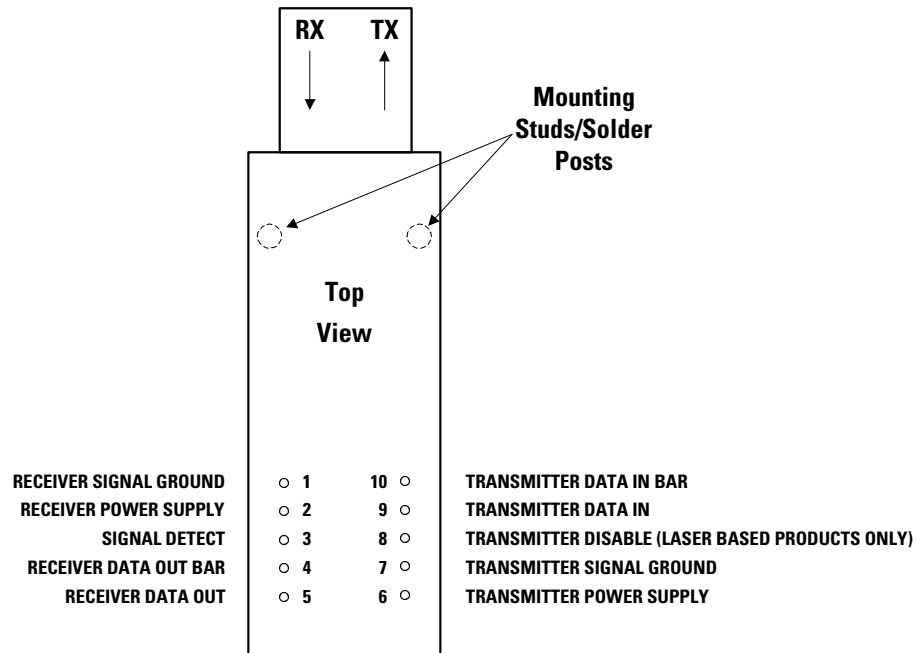 RX TX
Mounting
Studs/Solder
Posts
Top
View
RECEIVER SIGNAL GROUND 1 10 TRANSMITTER DATA IN BAR
RECEIVER POWER SUPPLY 2 9 TRANSMITTER DATA IN
SIGNAL DETECT 3 8 TRANSMITTER DISABLE (LASER BASED PRODUCTS ONLY)
RECEIVER DATA OUT BAR 4 7 TRANSMITTER SIGNAL GROUND
RECEIVER DATA OUT 5 6 TRANSMITTER POWER SUPPLY